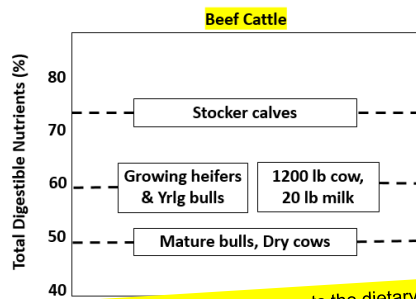 Beef Cattle
Total Digestible Nutrients (%)
80
Stocker calves
70
Growing heifers
& Yrlg bulls
1200 lb cow,
20 lb milk
60
50
Mature bulls, Dry cows
40
to the dietary